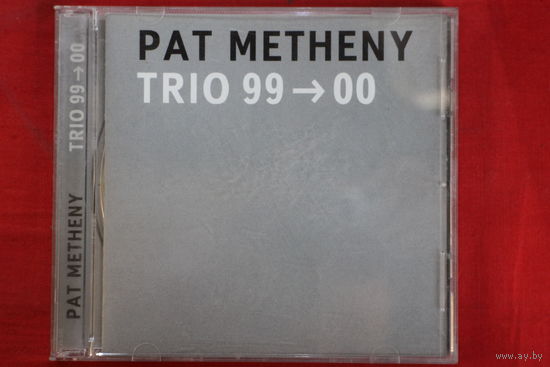 PAT METHENY
TRIO 99→00
PAT METHENY TRIO 99→00
www.ay.by